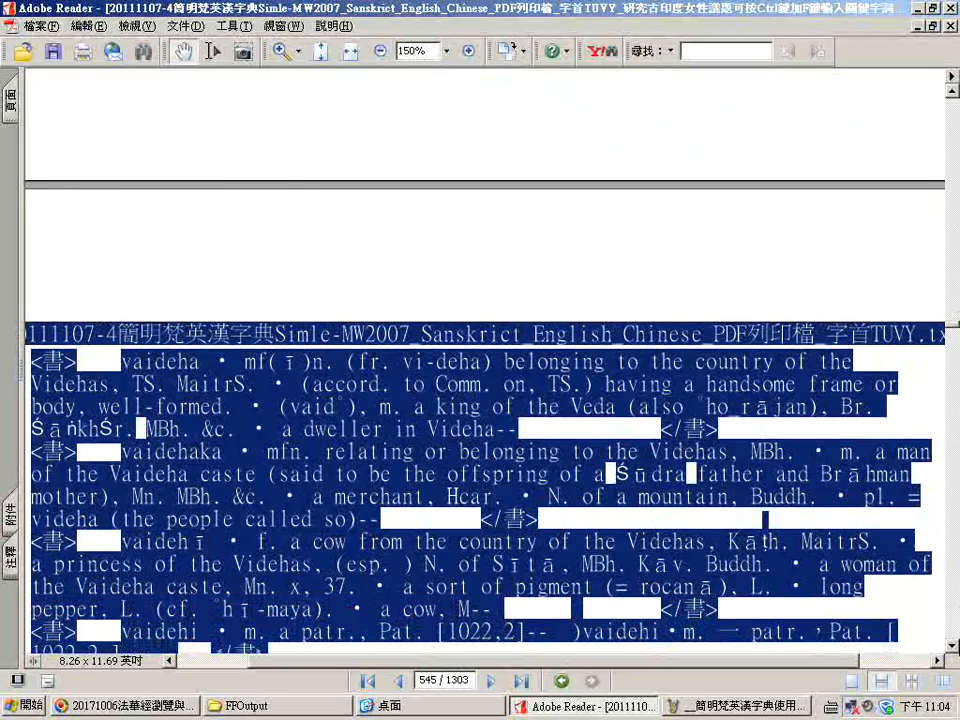 Adobe Reader - [20111107-4簡明梵英漢字典Simle-MW2007_Sanskrict_English_Chinese_PDF列印檔_字首TUVY_研究古印度女性議題可按Ctrl鍵加F鍵輸入關鍵字詞
檔案(F) 編輯(E) 檢視(V) 文件(D) 工具(T) 視窗(W) 說明(H)
150% Y! 尋找:
頁面
附件
注釋
111107-4簡明梵英漢字典Simle-MW2007_Sanskrict_English_Chinese_PDF列印檔_字首TUVY.tx
<書> vaideha • mf(ī)n. (fr. vi-deha) belonging to the country of the
Videhas, TS. MaitrS. • (accord. to Comm. on, TS.) having a handsome frame or
body, well-formed. • (vaid°), m. a king of the Veda (also °ho_rājan), Br.
ŚāṅkhŚr. MBh. &c. • a dweller in Videha-- </書>
<書> vaidehaka • mfn. relating or belonging to the Videhas, MBh. • m. a man
of the Vaideha caste (said to be the offspring of a Śūdra father and Brāhman
mother), Mn. MBh. &c. • a merchant, Hcar. • N. of a mountain, Buddh. • pl. =
videha (the people called so)-- </書>
<書> vaidehī • f. a cow from the country of the Videhas, Kāṭh. MaitrS. •
a princess of the Videhas, (esp. ) N. of Sītā, MBh. Kāv. Buddh. • a woman of
the Vaideha caste, Mn. x, 37. • a sort of pigment (= rocanā), L. • long
pepper, L. (cf. °hī-maya). • a cow, M-- </書>
<書> vaidehi • m. a patr., Pat. [1022,2]-- )vaidehi•m. 一 patr.，Pat. [
1022,2 ] </書>
8.26 x 11.69 英吋
545 / 1303
開始 20171006法華經瀏覽與... FFOutput 桌面 Adobe Reader - [2011110... __簡明梵英字典使用... 下午 11:04